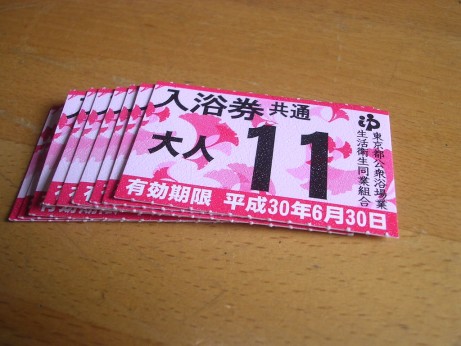 入浴券 共通
大人 11
ゆ
東京都公衆浴場業
生活衛生同業組合
有効期限 平成30年6月30日